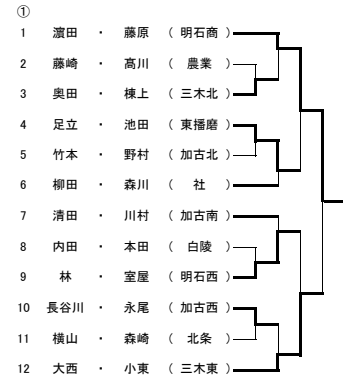 ①
1 濵田 ・ 藤原 ( 明石商 )
2 藤崎 ・ 髙川 ( 農業 )
3 奥田 ・ 棟上 ( 三木北 )
4 足立 ・ 池田 ( 東播磨 )
5 竹本 ・ 野村 ( 加古北 )
6 柳田 ・ 森川 ( 社 )
7 清田 ・ 川村 ( 加古南 )
8 内田 ・ 本田 ( 白陵 )
9 林 ・ 室屋 ( 明石西 )
10 長谷川 ・ 永尾 ( 加古西 )
11 横山 ・ 森崎 ( 北条 )
12 大西 ・ 小東 ( 三木東 )